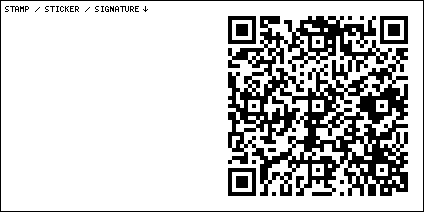 STAMP / STICKER / SIGNATURE ↓